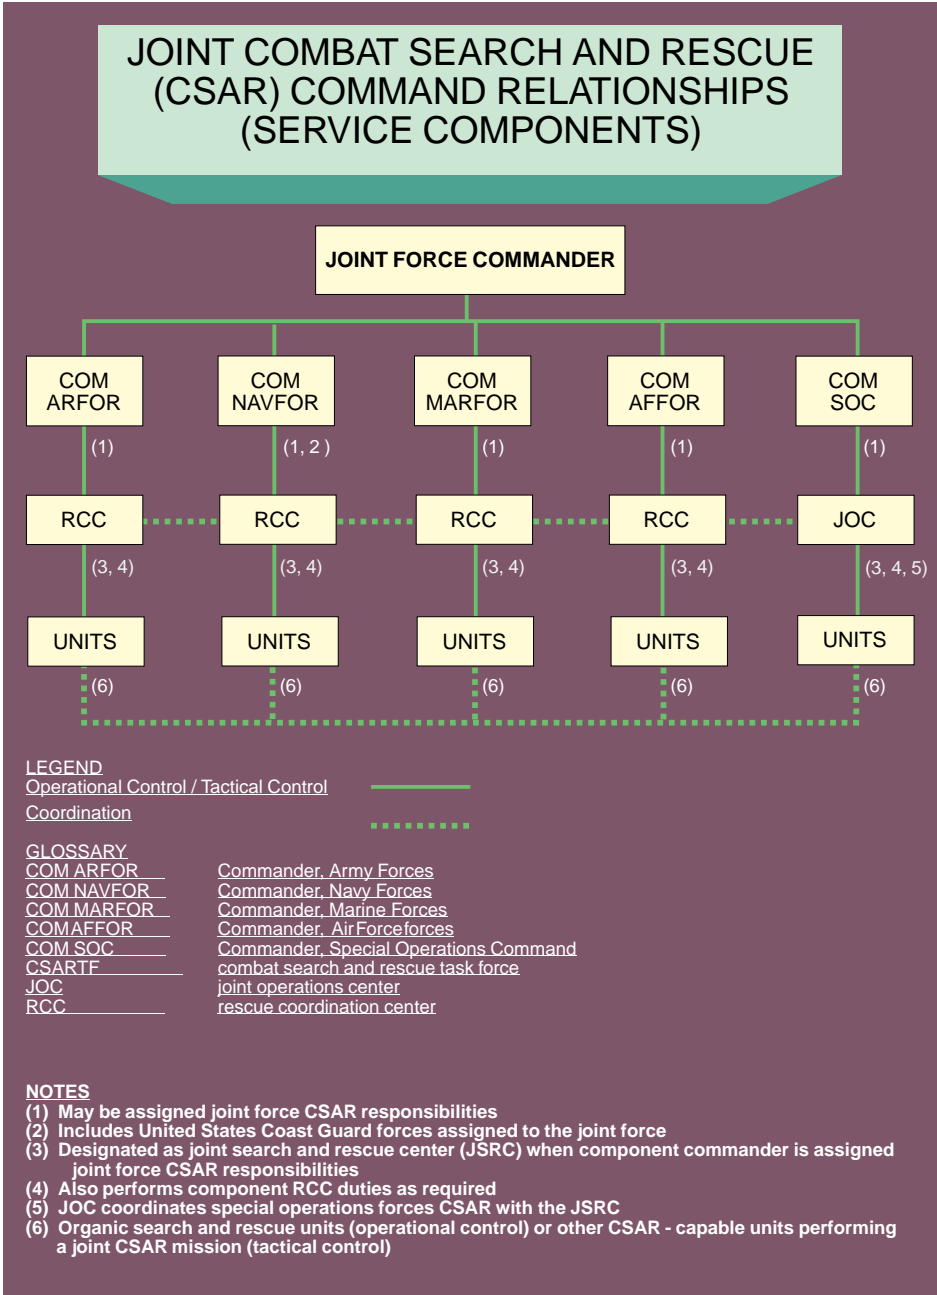 JOINT COMBAT SEARCH AND RESCUE
(CSAR) COMMAND RELATIONSHIPS
(SERVICE COMPONENTS)
JOINT FORCE COMMANDER
COM
ARFOR
COM
NAVFOR
COM
MARFOR
COM
AFFOR
COM
SOC
(1)
(1, 2 )
(1)
(1)
(1)
RCC
RCC
RCC
RCC
JOC
(3, 4)
(3, 4)
(3, 4)
(3, 4)
(3, 4, 5)
UNITS
UNITS
UNITS
UNITS
UNITS
(6)
(6)
(6)
(6)
(6)
LEGEND
Operational Control / Tactical Control
Coordination
GLOSSARY
COM ARFOR Commander, Army Forces
COM NAVFOR Commander, Navy Forces
COM MARFOR Commander, Marine Forces
COMAFFOR Commander, AirForceforces
COM SOC Commander, Special Operations Command
CSARTF combat search and rescue task force
JOC joint operations center
RCC rescue coordination center
NOTES
(1) May be assigned joint force CSAR responsibilities
(2) Includes United States Coast Guard forces assigned to the joint force
(3) Designated as joint search and rescue center (JSRC) when component commander is assigned
joint force CSAR responsibilities
(4) Also performs component RCC duties as required
(5) JOC coordinates special operations forces CSAR with the JSRC
(6) Organic search and rescue units (operational control) or other CSAR - capable units performing
a joint CSAR mission (tactical control)